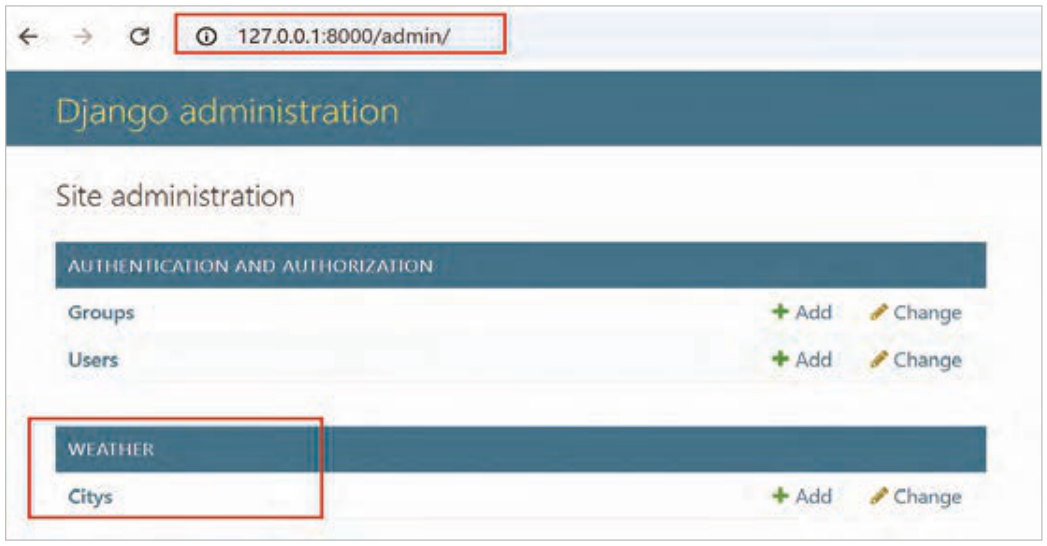 127.0.0.1:8000/admin/
Django administration
Site administration
AUTHENTICATION AND AUTHORIZATION
Groups + Add Change
Users + Add Change
WEATHER
Citys + Add Change